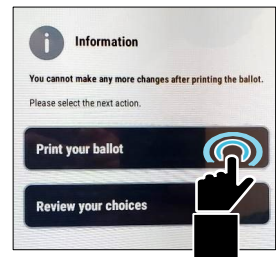 Information
You cannot make any more changes after printing the ballot.
Please select the next action.
Print your ballot
Review your choices